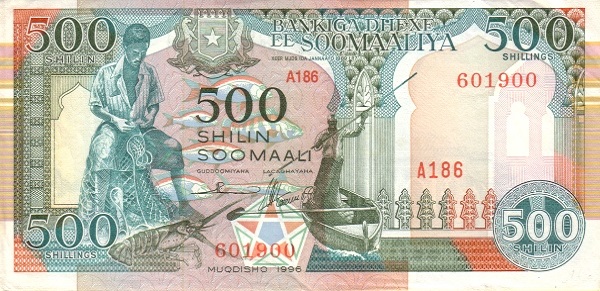 500
SHILIN
BANKIGA DHEXE
EE SOOMAALIYA
500
SHILLINGS
A186
601900
500
SHILIN
SOOMAALI
GUDDOOMIYAHA
LACAGHAYAHA
A186
500
601900
MUQDISHO 1996
500
SHILIN